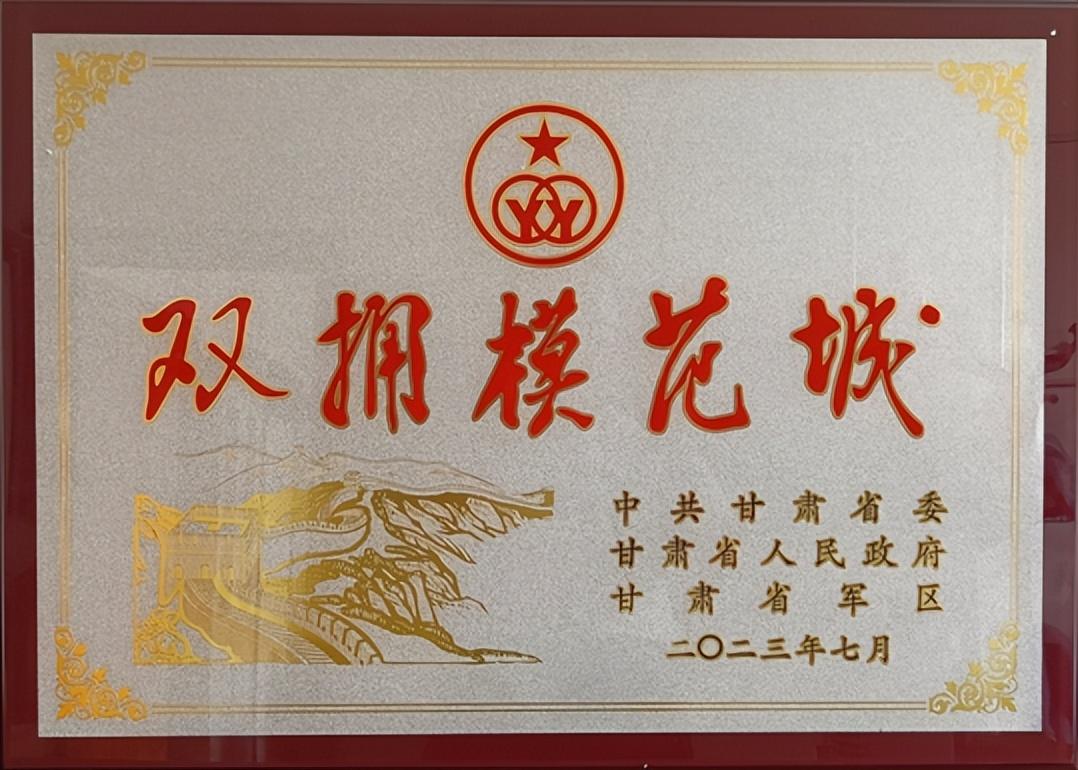 YY
双拥模范城
中共甘肃省委
甘肃省人民政府
甘肃省军区
二〇二三年七月